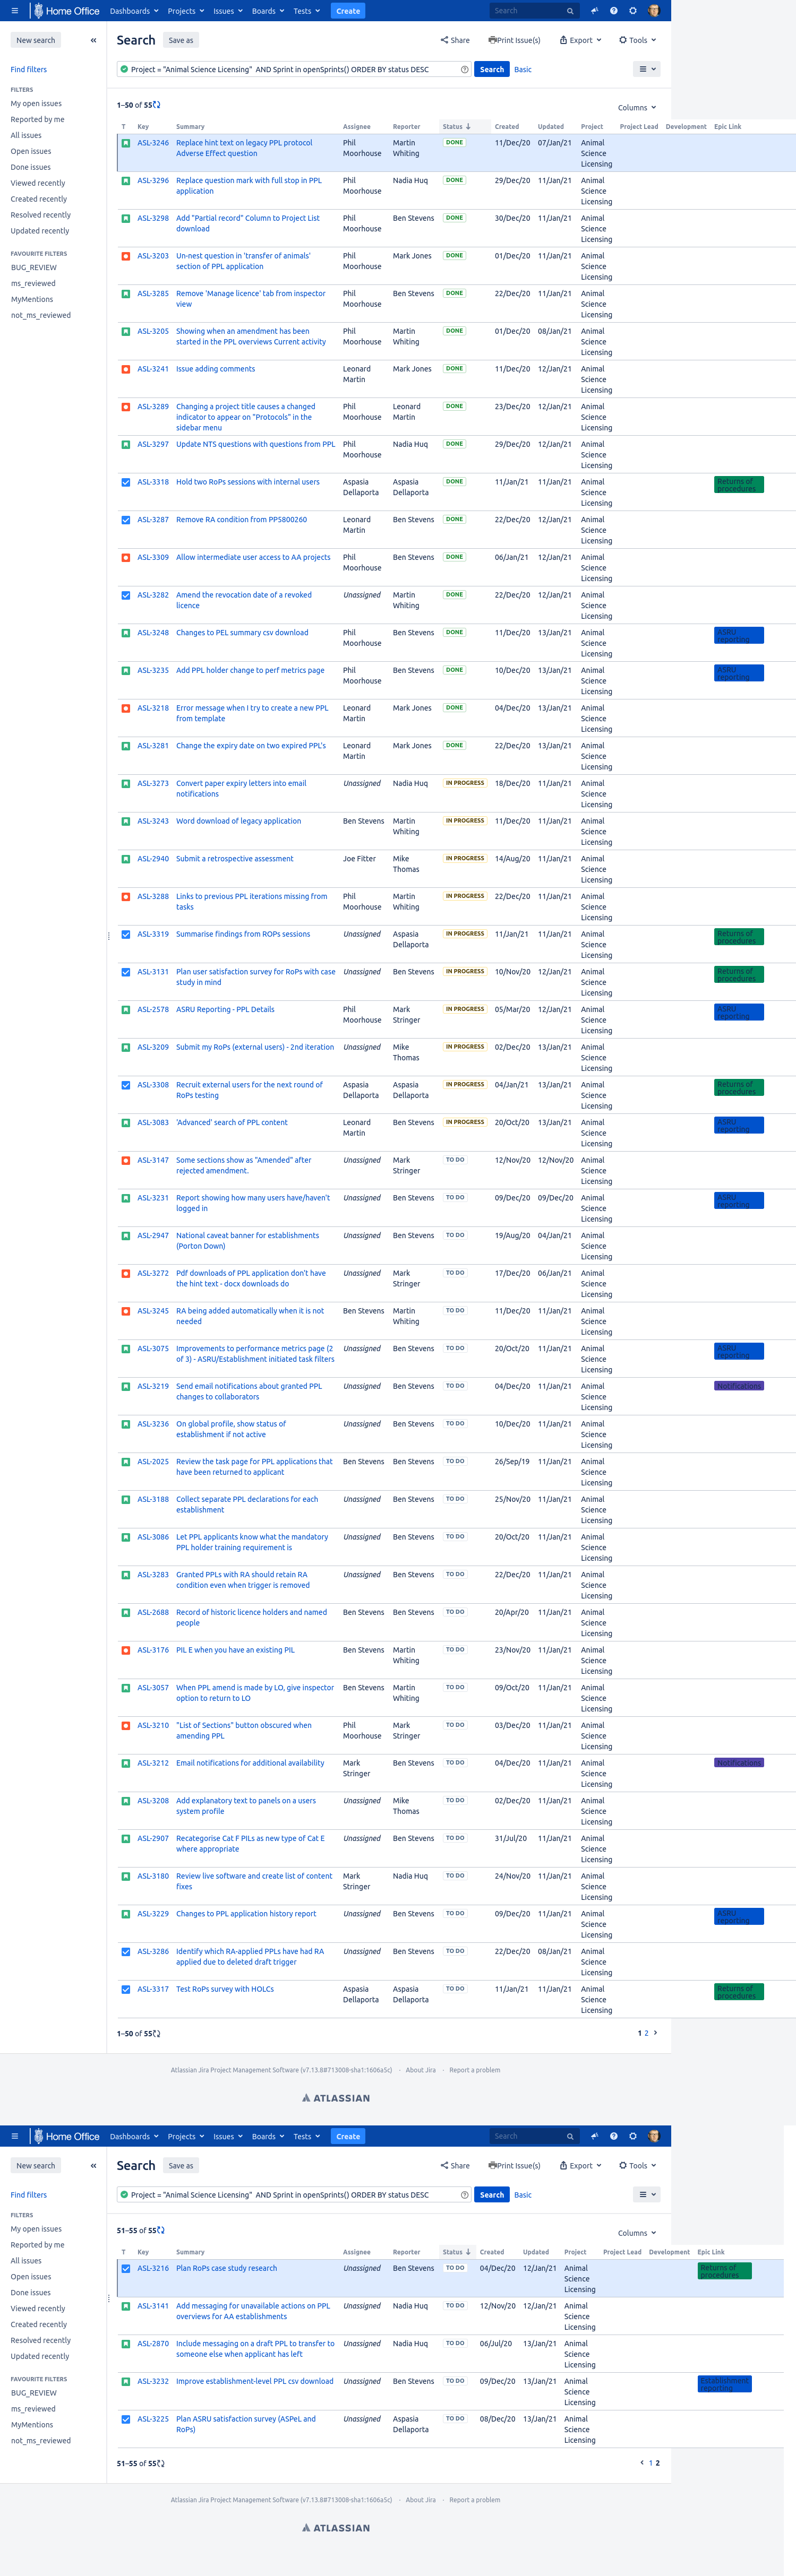 Home Office Dashboards Projects Issues Boards Tests Create Search
New search
Search Save as Share Print Issue(s) Export Tools
Find filters
Project = "Animal Science Licensing" AND Sprint in openSprints() ORDER BY status DESC Search Basic
FILTERS
My open issues
Reported by me
All issues
Open issues
Done issues
Viewed recently
Created recently
Resolved recently
Updated recently
FAVOURITE FILTERS
BUG_REVIEW
ms_reviewed
MyMentions
not_ms_reviewed
1–50 of 55
Columns
T Key Summary Assignee Reporter Status Created Updated Project Project Lead Development Epic Link
ASL-3246 Replace hint text on legacy PPL protocol Phil Martin DONE 11/Dec/20 07/Jan/21 Animal
Adverse Effect question Moorhouse Whiting Science
Licensing
ASL-3296 Replace question mark with full stop in PPL Phil Nadia Huq DONE 29/Dec/20 11/Jan/21 Animal
application Moorhouse Science
Licensing
ASL-3298 Add "Partial record" Column to Project List Phil Ben Stevens DONE 30/Dec/20 11/Jan/21 Animal
download Moorhouse Science
Licensing
ASL-3203 Un-nest question in 'transfer of animals' Phil Mark Jones DONE 01/Dec/20 11/Jan/21 Animal
section of PPL application Moorhouse Science
Licensing
ASL-3285 Remove 'Manage licence' tab from inspector Phil Ben Stevens DONE 22/Dec/20 11/Jan/21 Animal
view Moorhouse Science
Licensing
ASL-3205 Showing when an amendment has been Phil Martin DONE 01/Dec/20 08/Jan/21 Animal
started in the PPL overviews Current activity Moorhouse Whiting Science
Licensing
ASL-3241 Issue adding comments Leonard Mark Jones DONE 11/Dec/20 12/Jan/21 Animal
Martin Science
Licensing
ASL-3289 Changing a project title causes a changed Phil Leonard DONE 23/Dec/20 12/Jan/21 Animal
indicator to appear on "Protocols" in the Moorhouse Martin Science
sidebar menu Licensing
ASL-3297 Update NTS questions with questions from PPL Phil Nadia Huq DONE 29/Dec/20 12/Jan/21 Animal
Moorhouse Science
Licensing
ASL-3318 Hold two RoPs sessions with internal users Aspasia Aspasia DONE 11/Jan/21 11/Jan/21 Animal Returns of
Dellaporta Dellaporta Science procedures
Licensing
ASL-3287 Remove RA condition from PP5800260 Leonard Ben Stevens DONE 22/Dec/20 12/Jan/21 Animal
Martin Science
Licensing
ASL-3309 Allow intermediate user access to AA projects Phil Ben Stevens DONE 06/Jan/21 12/Jan/21 Animal
Moorhouse Science
Licensing
ASL-3282 Amend the revocation date of a revoked Unassigned Martin DONE 22/Dec/20 12/Jan/21 Animal
licence Whiting Science
Licensing
ASL-3248 Changes to PEL summary csv download Phil Ben Stevens DONE 11/Dec/20 13/Jan/21 Animal ASRU
Moorhouse Science reporting
Licensing
ASL-3235 Add PPL holder change to perf metrics page Phil Ben Stevens DONE 10/Dec/20 13/Jan/21 Animal ASRU
Moorhouse Science reporting
Licensing
ASL-3218 Error message when I try to create a new PPL Leonard Mark Jones DONE 04/Dec/20 13/Jan/21 Animal
from template Martin Science
Licensing
ASL-3281 Change the expiry date on two expired PPL's Leonard Mark Jones DONE 22/Dec/20 13/Jan/21 Animal
Martin Science
Licensing
ASL-3273 Convert paper expiry letters into email Unassigned Nadia Huq IN PROGRESS 18/Dec/20 11/Jan/21 Animal
notifications Science
Licensing
ASL-3243 Word download of legacy application Ben Stevens Martin IN PROGRESS 11/Dec/20 11/Jan/21 Animal
Whiting Science
Licensing
ASL-2940 Submit a retrospective assessment Joe Fitter Mike IN PROGRESS 14/Aug/20 11/Jan/21 Animal
Thomas Science
Licensing
ASL-3288 Links to previous PPL iterations missing from Phil Martin IN PROGRESS 22/Dec/20 11/Jan/21 Animal
tasks Moorhouse Whiting Science
Licensing
ASL-3319 Summarise findings from ROPs sessions Unassigned Aspasia IN PROGRESS 11/Jan/21 11/Jan/21 Animal Returns of
Dellaporta Science procedures
Licensing
ASL-3131 Plan user satisfaction survey for RoPs with case Unassigned Ben Stevens IN PROGRESS 10/Nov/20 12/Jan/21 Animal Returns of
study in mind Science procedures
Licensing
ASL-2578 ASRU Reporting - PPL Details Phil Mark IN PROGRESS 05/Mar/20 12/Jan/21 Animal ASRU
Moorhouse Stringer Science reporting
Licensing
ASL-3209 Submit my RoPs (external users) - 2nd iteration Unassigned Mike IN PROGRESS 02/Dec/20 13/Jan/21 Animal
Thomas Science
Licensing
ASL-3308 Recruit external users for the next round of Aspasia Aspasia IN PROGRESS 04/Jan/21 13/Jan/21 Animal Returns of
RoPs testing Dellaporta Dellaporta Science procedures
Licensing
ASL-3083 'Advanced' search of PPL content Leonard Ben Stevens IN PROGRESS 20/Oct/20 13/Jan/21 Animal ASRU
Martin Science reporting
Licensing
ASL-3147 Some sections show as "Amended" after Unassigned Mark TO DO 12/Nov/20 12/Nov/20 Animal
rejected amendment. Stringer Science
Licensing
ASL-3231 Report showing how many users have/haven't Unassigned Ben Stevens TO DO 09/Dec/20 09/Dec/20 Animal ASRU
logged in Science reporting
Licensing
ASL-2947 National caveat banner for establishments Unassigned Ben Stevens TO DO 19/Aug/20 04/Jan/21 Animal
(Porton Down) Science
Licensing
ASL-3272 Pdf downloads of PPL application don't have Unassigned Mark TO DO 17/Dec/20 06/Jan/21 Animal
the hint text - docx downloads do Stringer Science
Licensing
ASL-3245 RA being added automatically when it is not Ben Stevens Martin TO DO 11/Dec/20 11/Jan/21 Animal
needed Whiting Science
Licensing
ASL-3075 Improvements to performance metrics page (2 Unassigned Ben Stevens TO DO 20/Oct/20 11/Jan/21 Animal ASRU
of 3) - ASRU/Establishment initiated task filters Science reporting
Licensing
ASL-3219 Send email notifications about granted PPL Unassigned Ben Stevens TO DO 04/Dec/20 11/Jan/21 Animal Notifications
changes to collaborators Science
Licensing
ASL-3236 On global profile, show status of Unassigned Ben Stevens TO DO 10/Dec/20 11/Jan/21 Animal
establishment if not active Science
Licensing
ASL-2025 Review the task page for PPL applications that Ben Stevens Ben Stevens TO DO 26/Sep/19 11/Jan/21 Animal
have been returned to applicant Science
Licensing
ASL-3188 Collect separate PPL declarations for each Unassigned Ben Stevens TO DO 25/Nov/20 11/Jan/21 Animal
establishment Science
Licensing
ASL-3086 Let PPL applicants know what the mandatory Unassigned Ben Stevens TO DO 20/Oct/20 11/Jan/21 Animal
PPL holder training requirement is Science
Licensing
ASL-3283 Granted PPLs with RA should retain RA Unassigned Ben Stevens TO DO 22/Dec/20 11/Jan/21 Animal
condition even when trigger is removed Science
Licensing
ASL-2688 Record of historic licence holders and named Ben Stevens Ben Stevens TO DO 20/Apr/20 11/Jan/21 Animal
people Science
Licensing
ASL-3176 PIL E when you have an existing PIL Ben Stevens Martin TO DO 23/Nov/20 11/Jan/21 Animal
Whiting Science
Licensing
ASL-3057 When PPL amend is made by LO, give inspector Ben Stevens Martin TO DO 09/Oct/20 11/Jan/21 Animal
option to return to LO Whiting Science
Licensing
ASL-3210 "List of Sections" button obscured when Phil Mark TO DO 03/Dec/20 11/Jan/21 Animal
amending PPL Moorhouse Stringer Science
Licensing
ASL-3212 Email notifications for additional availability Mark Ben Stevens TO DO 04/Dec/20 11/Jan/21 Animal Notifications
Stringer Science
Licensing
ASL-3208 Add explanatory text to panels on a users Unassigned Mike TO DO 02/Dec/20 11/Jan/21 Animal
system profile Thomas Science
Licensing
ASL-2907 Recategorise Cat F PILs as new type of Cat E Unassigned Ben Stevens TO DO 31/Jul/20 11/Jan/21 Animal
where appropriate Science
Licensing
ASL-3180 Review live software and create list of content Mark Nadia Huq TO DO 24/Nov/20 11/Jan/21 Animal
fixes Stringer Science
Licensing
ASL-3229 Changes to PPL application history report Unassigned Ben Stevens TO DO 09/Dec/20 11/Jan/21 Animal ASRU
Science reporting
Licensing
ASL-3286 Identify which RA-applied PPLs have had RA Unassigned Ben Stevens TO DO 22/Dec/20 08/Jan/21 Animal
applied due to deleted draft trigger Science
Licensing
ASL-3317 Test RoPs survey with HOLCs Aspasia Aspasia TO DO 11/Jan/21 11/Jan/21 Animal Returns of
Dellaporta Dellaporta Science procedures
Licensing
1–50 of 55 1 2
Atlassian Jira Project Management Software (v7.13.8#713008-sha1:1606a5c) · About Jira · Report a problem
ATLASSIAN
Home Office Dashboards Projects Issues Boards Tests Create Search
New search
Search Save as Share Print Issue(s) Export Tools
Find filters
Project = "Animal Science Licensing" AND Sprint in openSprints() ORDER BY status DESC Search Basic
FILTERS
My open issues
Reported by me
All issues
Open issues
Done issues
Viewed recently
Created recently
Resolved recently
Updated recently
FAVOURITE FILTERS
BUG_REVIEW
ms_reviewed
MyMentions
not_ms_reviewed
51–55 of 55
Columns
T Key Summary Assignee Reporter Status Created Updated Project Project Lead Development Epic Link
ASL-3216 Plan RoPs case study research Unassigned Ben Stevens TO DO 04/Dec/20 12/Jan/21 Animal Returns of
Science procedures
Licensing
ASL-3141 Add messaging for unavailable actions on PPL Unassigned Nadia Huq TO DO 12/Nov/20 12/Jan/21 Animal
overviews for AA establishments Science
Licensing
ASL-2870 Include messaging on a draft PPL to transfer to Unassigned Nadia Huq TO DO 06/Jul/20 13/Jan/21 Animal
someone else when applicant has left Science
Licensing
ASL-3232 Improve establishment-level PPL csv download Unassigned Ben Stevens TO DO 09/Dec/20 13/Jan/21 Animal Establishment
Science reporting
Licensing
ASL-3225 Plan ASRU satisfaction survey (ASPeL and Unassigned Aspasia TO DO 08/Dec/20 13/Jan/21 Animal
RoPs) Dellaporta Science
Licensing
51–55 of 55 1 2
Atlassian Jira Project Management Software (v7.13.8#713008-sha1:1606a5c) · About Jira · Report a problem
ATLASSIAN